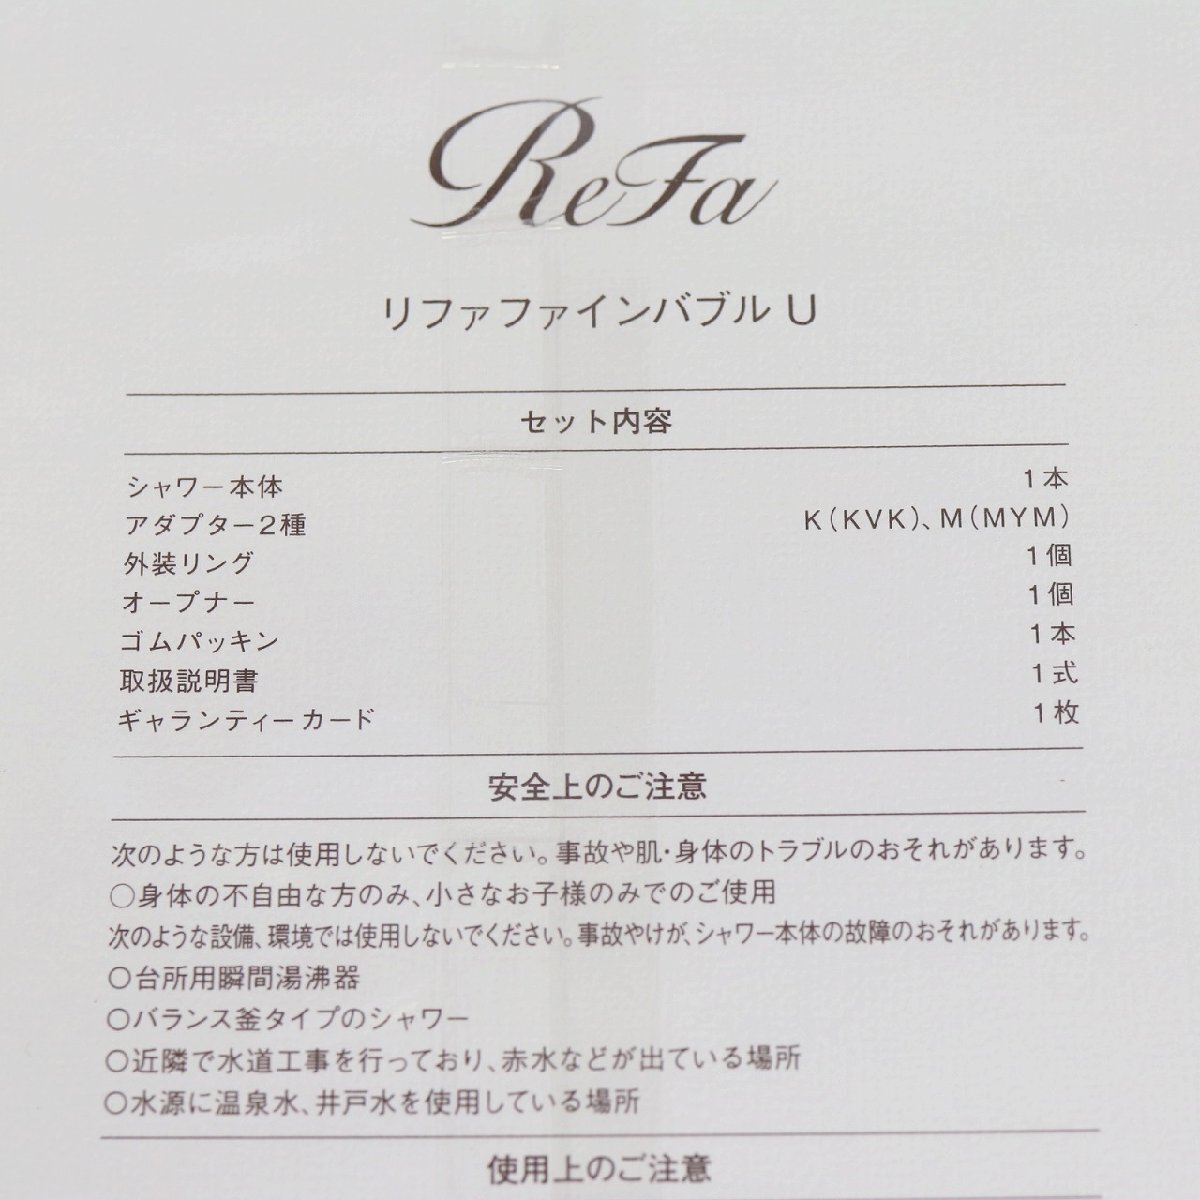 ReFa
リファファインバブル U
セット内容
シャワー本体 1本
アダプター2種 K(KVK)、M(MYM)
外装リング 1個
オープナー 1個
ゴムパッキン 1本
取扱説明書 1式
ギャランティーカード 1枚
安全上のご注意
次のような方は使用しないでください。事故や肌・身体のトラブルのおそれがあります。
○身体の不自由な方のみ、小さなお子様のみでのご使用
次のような設備、環境では使用しないでください。事故やけが、シャワー本体の故障のおそれがあります。
○台所用瞬間湯沸器
○バランス釜タイプのシャワー
○近隣で水道工事を行っており、赤水などが出ている場所
○水源に温泉水、井戸水を使用している場所
使用上のご注意